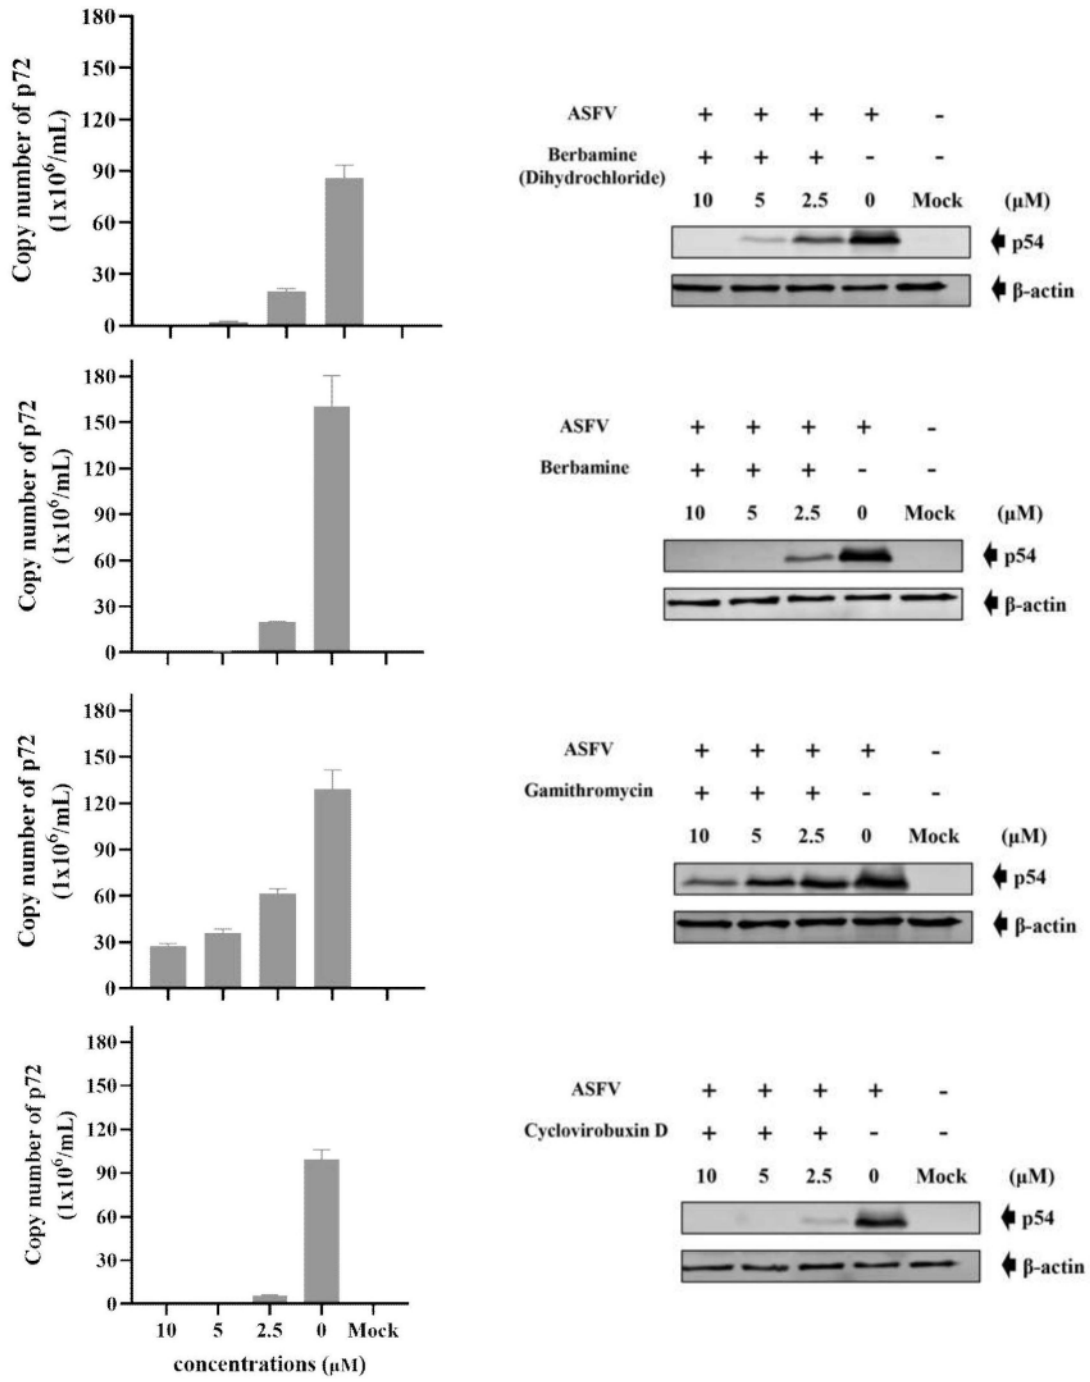 Copy number of p72
(1x10⁶/mL)
180
150
120
90
60
30
0
ASFV + + + + -
Berbamine + + + - -
(Dihydrochloride)
10 5 2.5 0 Mock (μM)
p54
β-actin
Copy number of p72
(1x10⁶/mL)
180
150
120
90
60
30
0
ASFV + + + + -
Berbamine + + + - -
10 5 2.5 0 Mock (μM)
p54
β-actin
Copy number of p72
(1x10⁶/mL)
180
150
120
90
60
30
0
ASFV + + + + -
Gamithromycin + + + - -
10 5 2.5 0 Mock (μM)
p54
β-actin
Copy number of p72
(1x10⁶/mL)
180
150
120
90
60
30
0
10 5 2.5 0 Mock
concentrations (μM)
ASFV + + + + -
Cyclovirobuxin D + + + - -
10 5 2.5 0 Mock (μM)
p54
β-actin